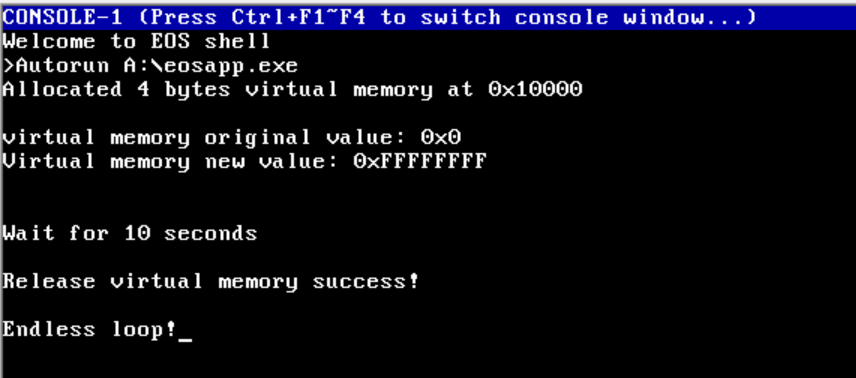 CONSOLE-1 (Press Ctrl+F1~F4 to switch console window...)
Welcome to EOS shell
>Autorun A:\eosapp.exe
Allocated 4 bytes virtual memory at 0x10000
virtual memory original value: 0x0
Virtual memory new value: 0xFFFFFFFF
Wait for 10 seconds
Release virtual memory success!
Endless loop!_